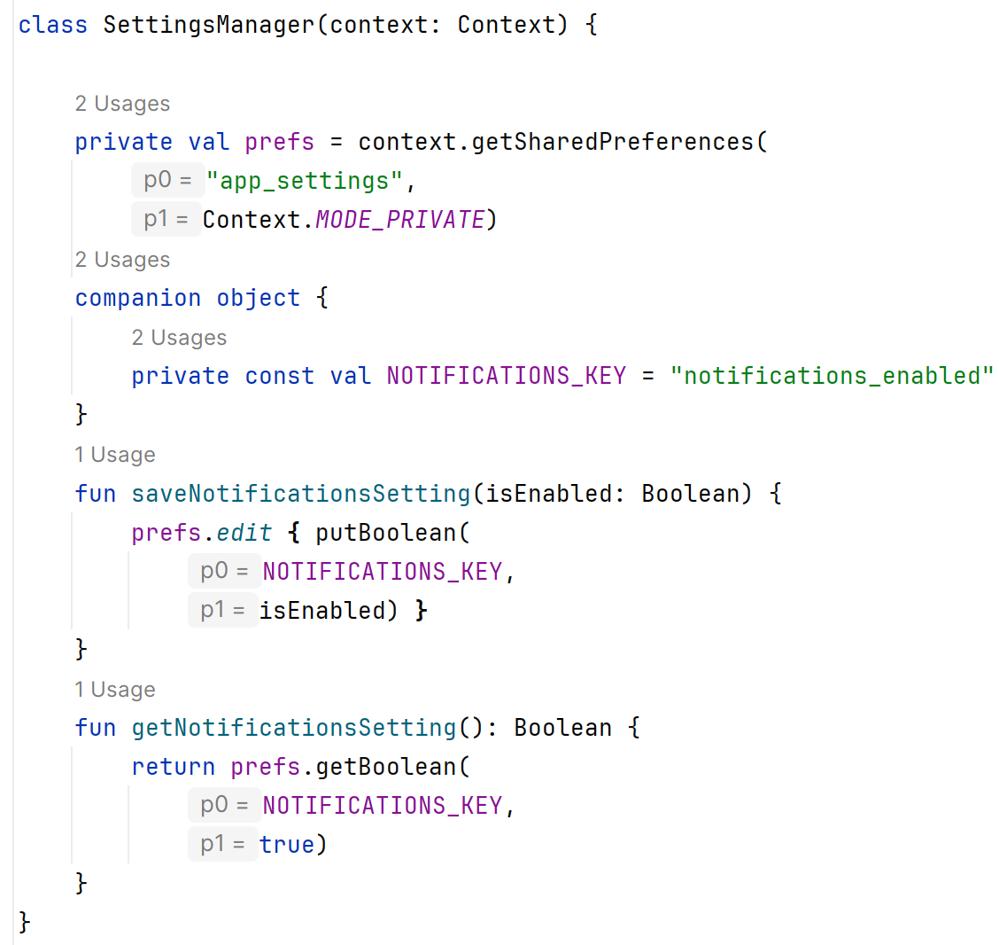 class SettingsManager(context: Context) {
2 Usages
private val prefs = context.getSharedPreferences(
p0 = "app_settings",
p1 = Context.MODE_PRIVATE)
2 Usages
companion object {
2 Usages
private const val NOTIFICATIONS_KEY = "notifications_enabled"
}
1 Usage
fun saveNotificationsSetting(isEnabled: Boolean) {
prefs.edit { putBoolean(
p0 = NOTIFICATIONS_KEY,
p1 = isEnabled) }
}
1 Usage
fun getNotificationsSetting(): Boolean {
return prefs.getBoolean(
p0 = NOTIFICATIONS_KEY,
p1 = true)
}
}